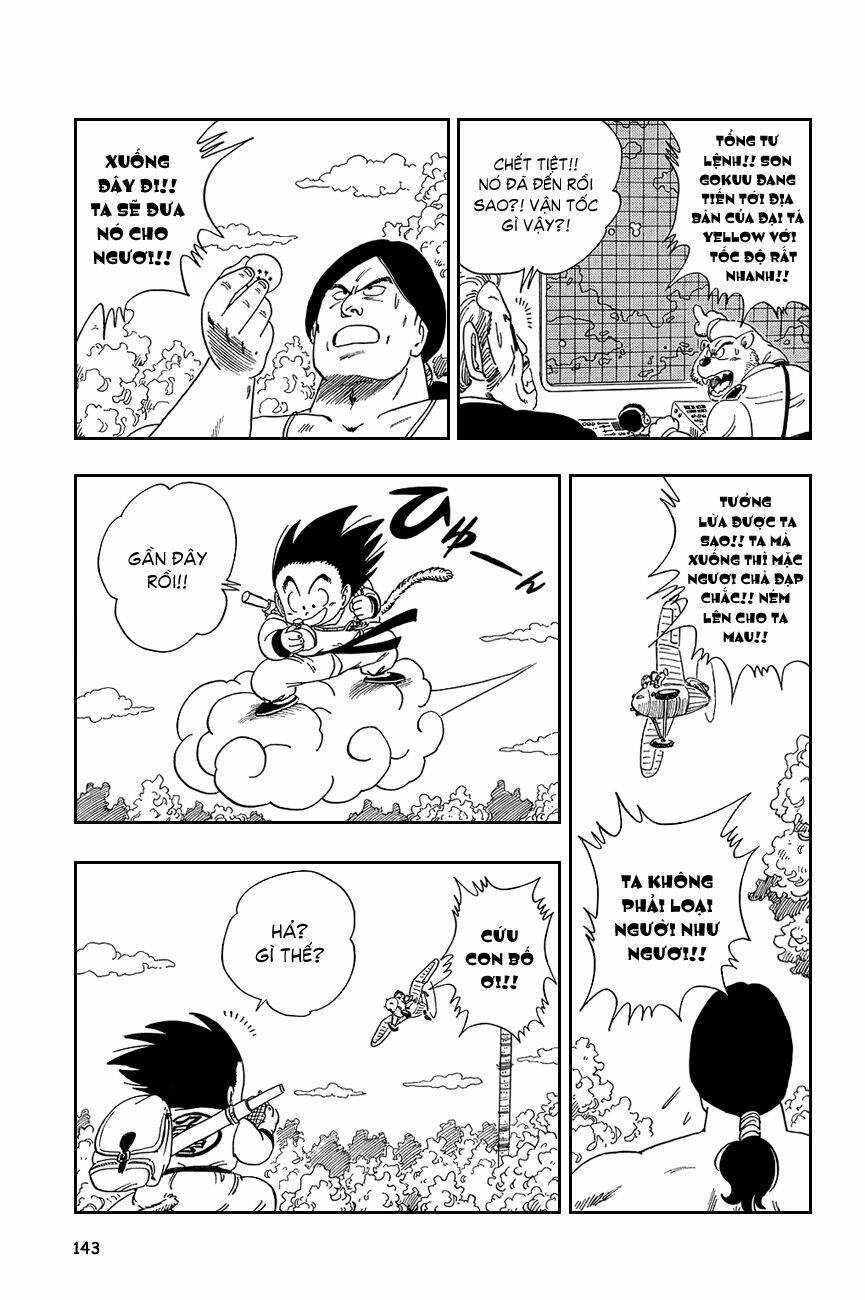 TỔNG TƯ
LỆNH!! SON
GOKUU ĐANG
TIẾN TỚI ĐỊA
BÀN CỦA ĐẠI TÁ
YELLOW VỚI
TỐC ĐỘ RẤT
NHANH!!
CHẾT TIỆT!!
NÓ ĐÃ ĐẾN RỒI
SAO?! VẬN TỐC
GÌ VẬY?!
XUỐNG
ĐÂY ĐI!!
TA SẼ ĐƯA
NÓ CHO
NGƯƠI!!
TƯỞNG
LỪA ĐƯỢC TA
SAO!! TA MÀ
XUỐNG THÌ MẶC
NGƯƠI CHÀ ĐẠP
CHẮC!! NÉM
LÊN CHO TA
MAU!!
TA KHÔNG
PHẢI LOẠI
NGƯỜI NHƯ
NGƯƠI!!
GẦN ĐÂY
RỒI!!
ひゅーん
CỨU
CON BỐ
ƠI!!
HẢ?
GÌ THẾ?
143